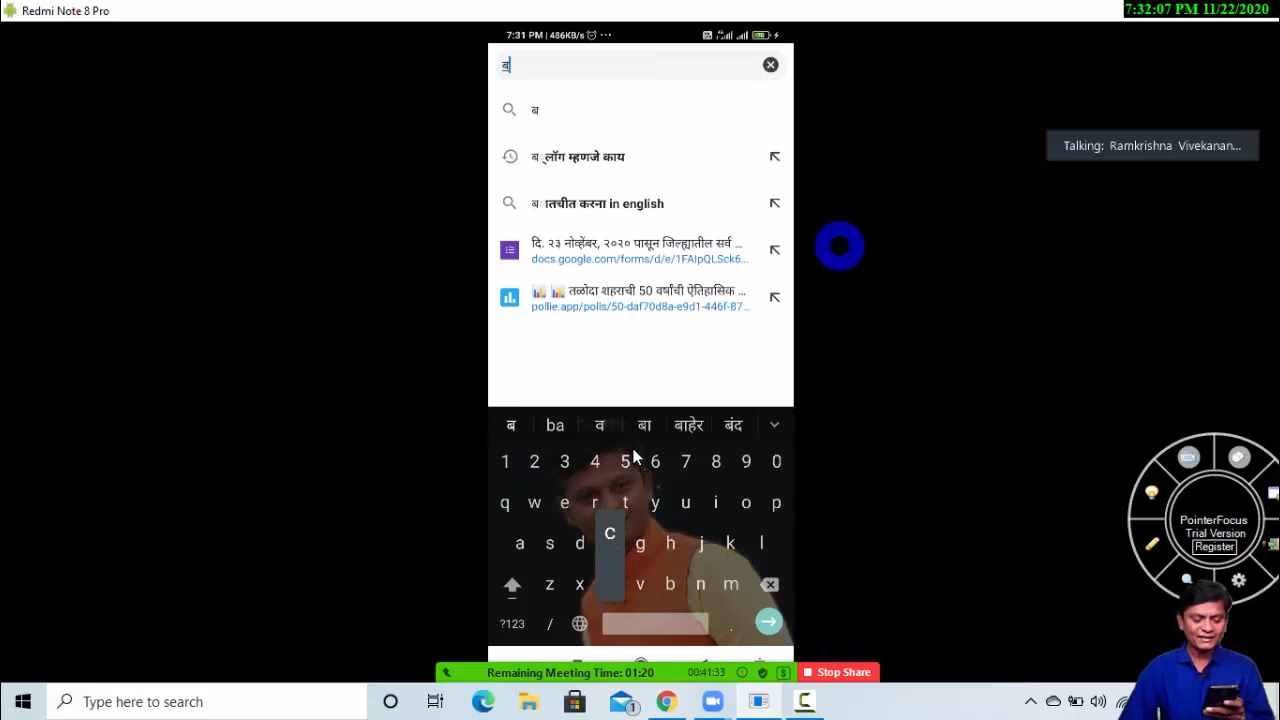 Redmi Note 8 Pro
7:32:07 PM 11/22/2020
7:31 PM | 486KB/s
ब
ब
ब्लॉग म्हणजे काय
बातचीत करना in english
दि. २३ नोव्हेंबर, २०२० पासून जिल्ह्यातील सर्व ...
docs.google.com/forms/d/e/1FAIpQLSck6...
तळोदा शहराची 50 वर्षांची ऐतिहासिक ...
pollie.app/polls/50-daf70d8a-e9d1-446f-87...
Talking: Ramkrishna Vivekanan...
ब ba व बा बाहेर बंद
1 2 3 4 5 6 7 8 9 0
q w e r t y u i o p
a s d c g h j k l
z x v b n m
?123 / .
PointerFocus
Trial Version
Register
Remaining Meeting Time: 01:20 00:41:33 Stop Share
Type here to search
1